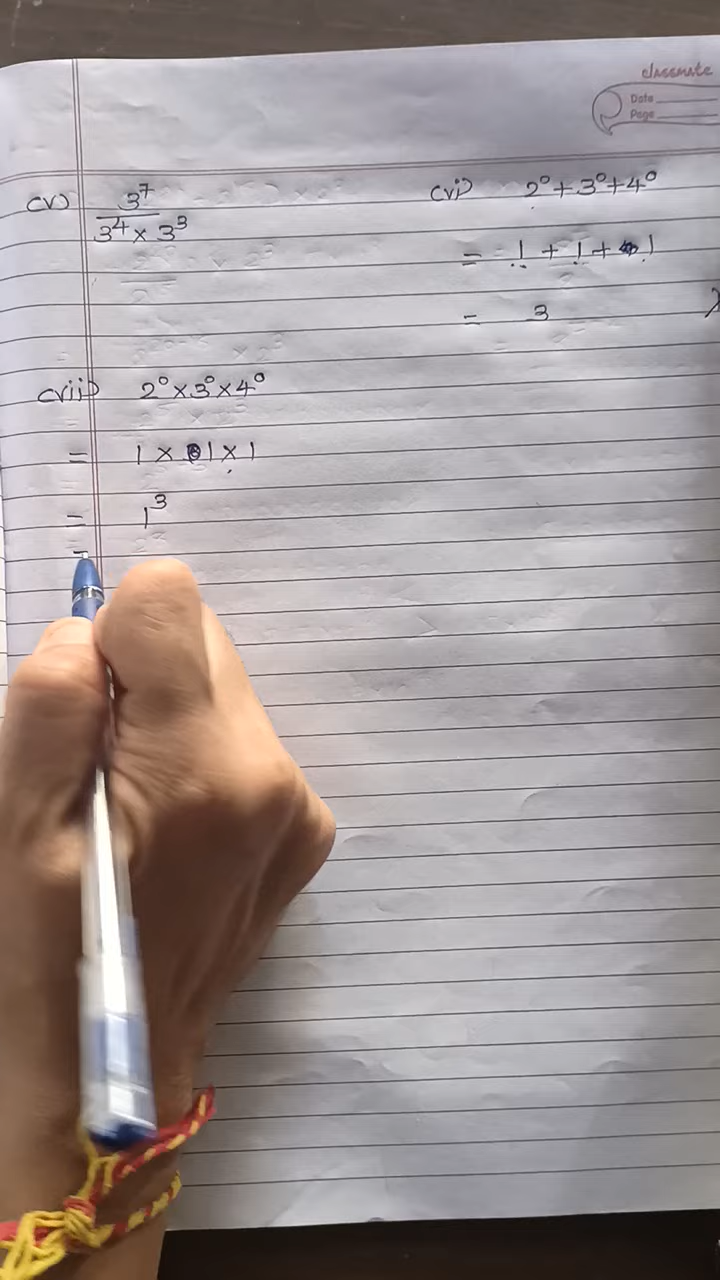 classmate
Date
Page
(v) 3⁷
3⁴ × 3³
(vi) 2⁰ + 3⁰ + 4⁰
= 1 + 1 + 1
= 3
(vii) 2⁰ × 3⁰ × 4⁰
= 1 × 1 × 1
= 1³